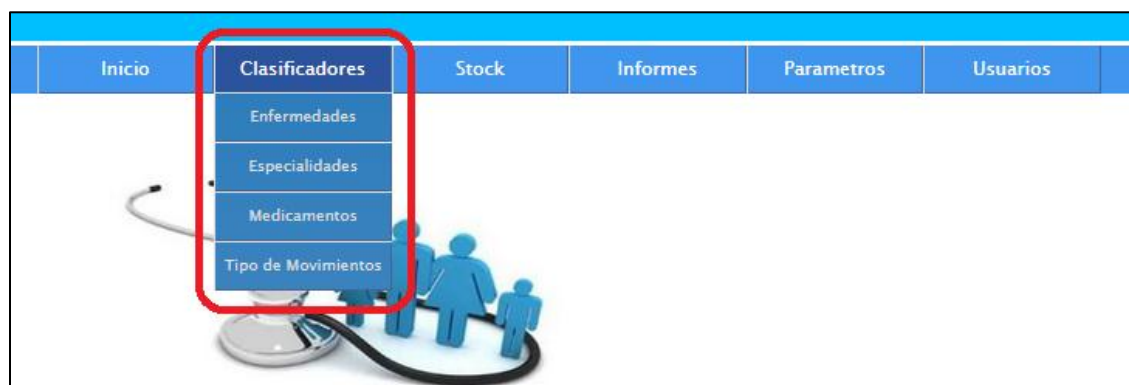 Inicio Clasificadores Stock Informes Parametros Usuarios
Enfermedades
Especialidades
Medicamentos
Tipo de Movimientos